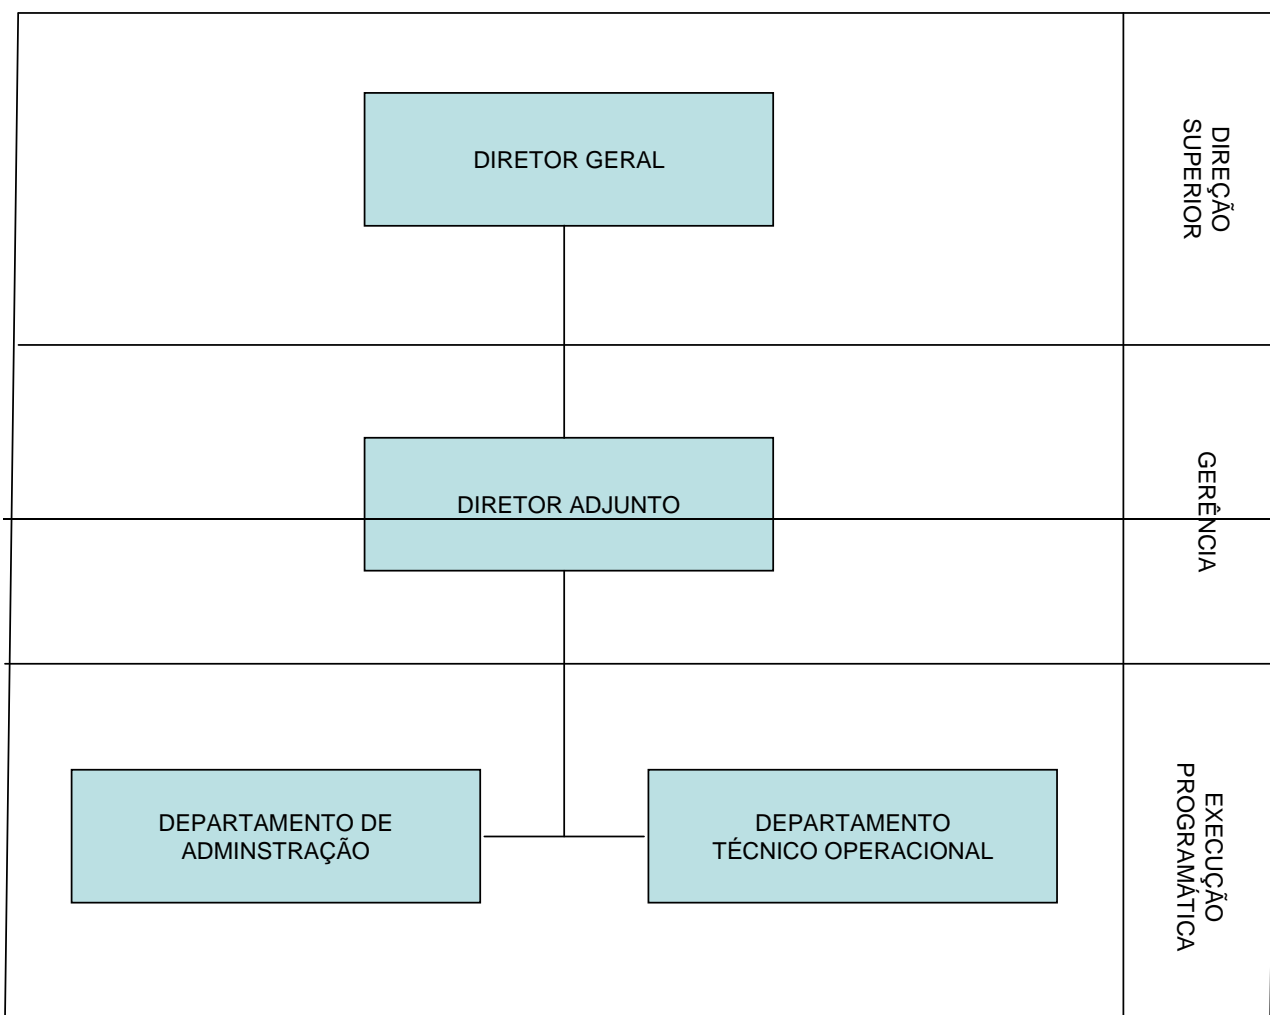 DIRETOR GERAL
DIREÇÃO
SUPERIOR
DIRETOR ADJUNTO
GERÊNCIA
DEPARTAMENTO DE
ADMINSTRAÇÃO
DEPARTAMENTO
TÉCNICO OPERACIONAL
EXECUÇÃO
PROGRAMÁTICA